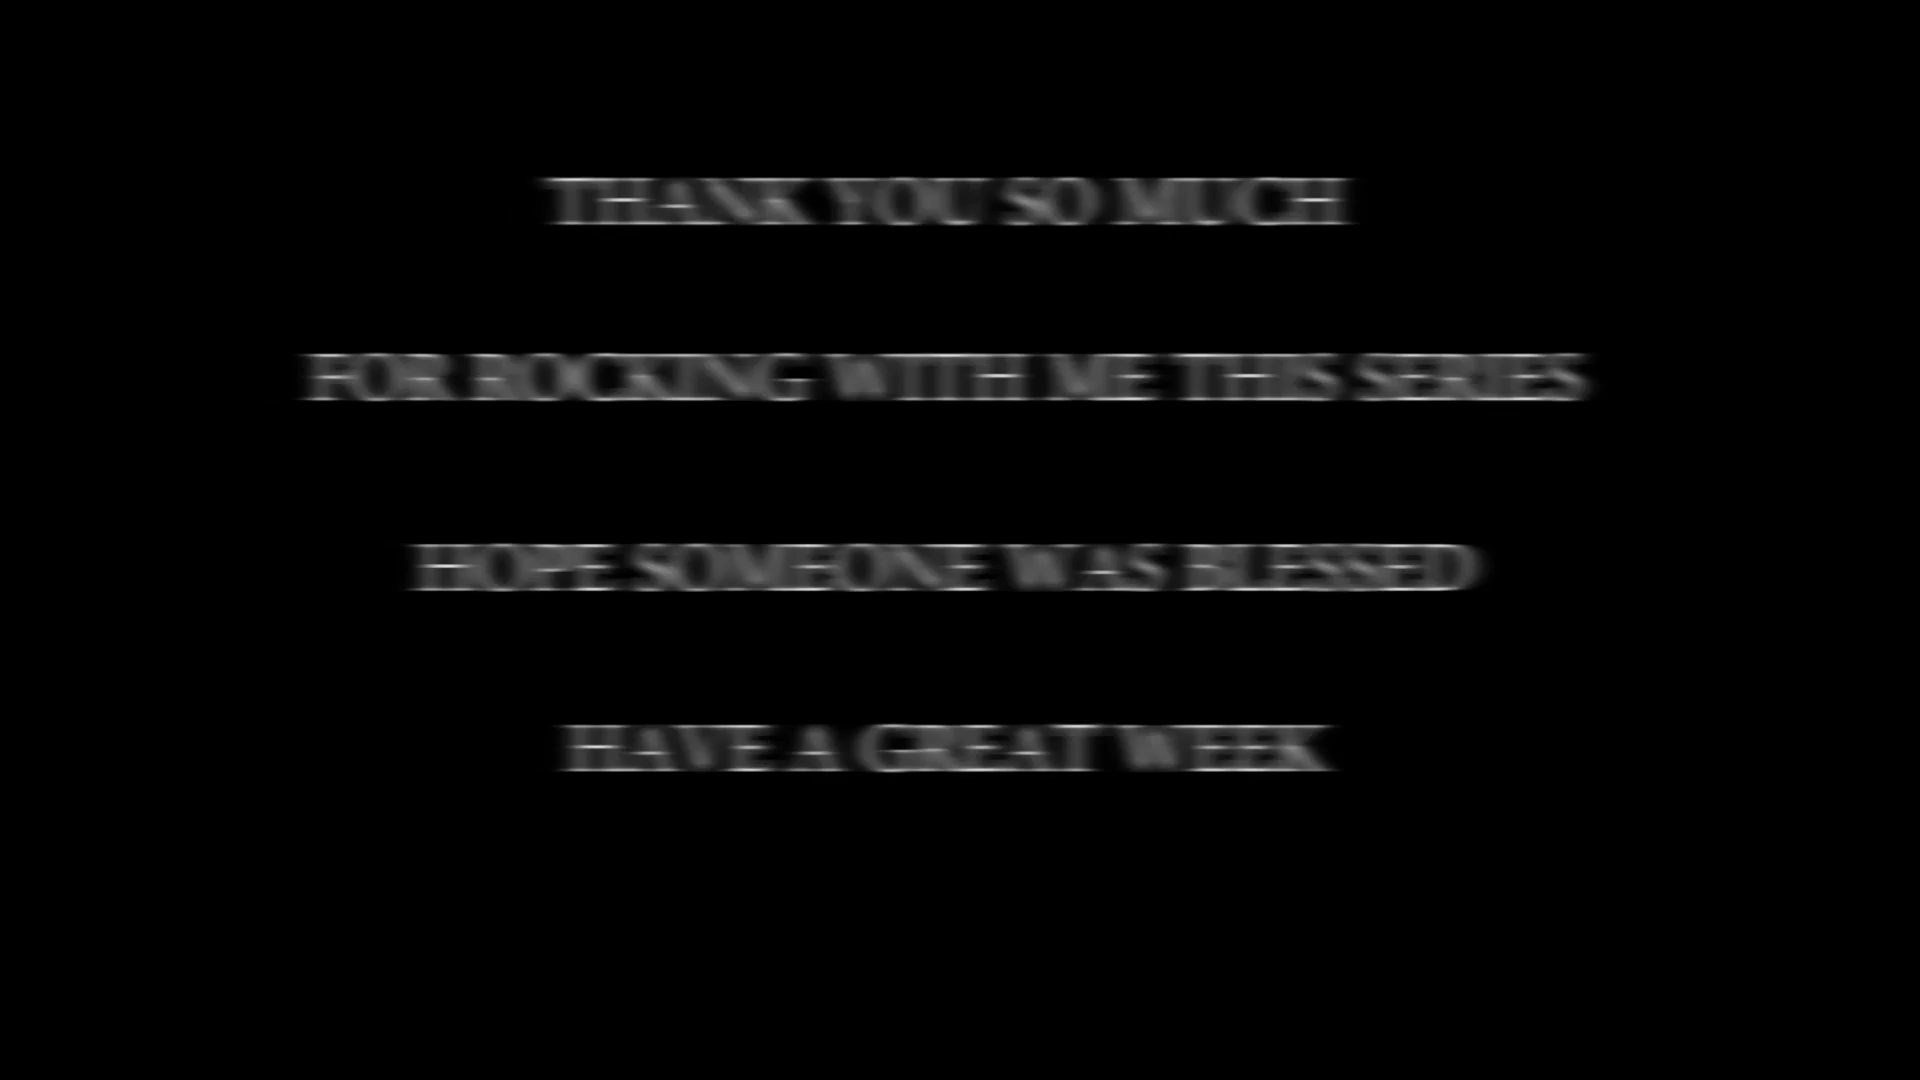 THANK YOU SO MUCH
FOR ROCKING WITH ME THIS SERIES
HOPE SOMEONE WAS BLESSED
HAVE A GREAT WEEK